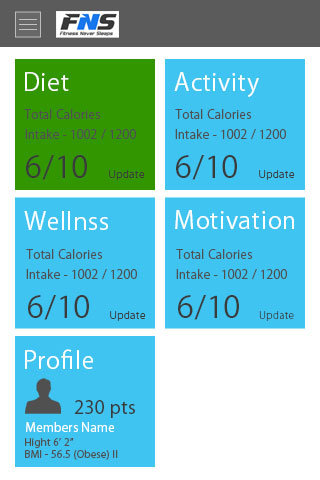 FNS
Fitness Never Sleeps
Diet
Total Calories
Intake - 1002 / 1200
6/10
Update
Activity
Total Calories
Intake - 1002 / 1200
6/10
Update
Wellnss
Total Calories
Intake - 1002 / 1200
6/10
Update
Motivation
Total Calories
Intake - 1002 / 1200
6/10
Update
Profile
230 pts
Members Name
Hight 6’ 2”
BMI - 56.5 (Obese) II